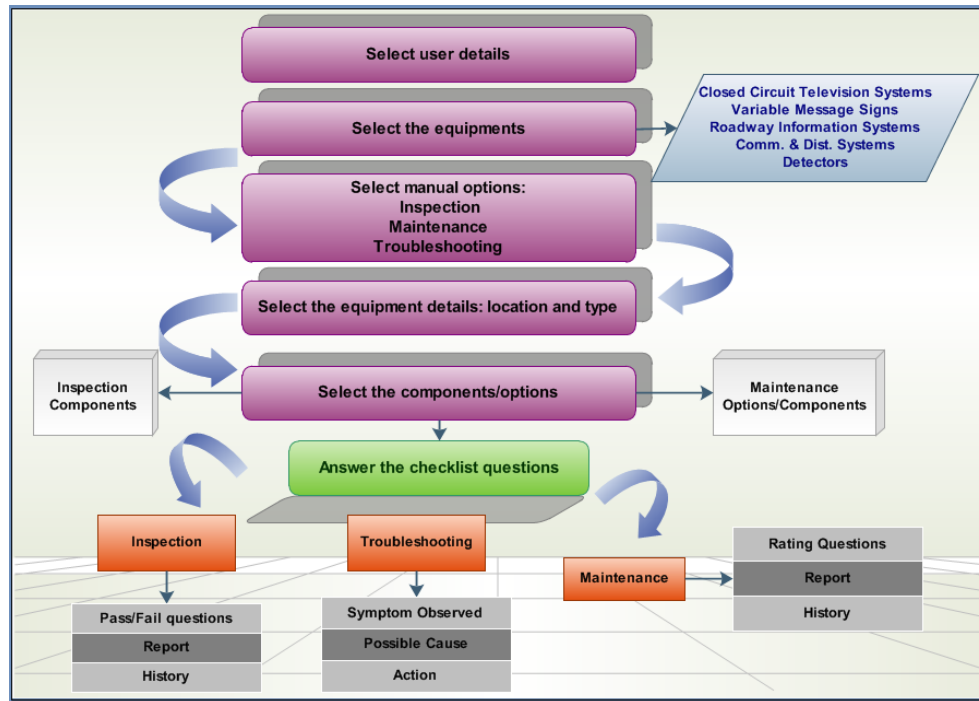 Select user details
Select the equipments
Closed Circuit Television Systems
Variable Message Signs
Roadway Information Systems
Comm. & Dist. Systems
Detectors
Select manual options:
Inspection
Maintenance
Troubleshooting
Select the equipment details: location and type
Inspection
Components
Select the components/options
Maintenance
Options/Components
Answer the checklist questions
Inspection
Pass/Fail questions
Report
History
Troubleshooting
Symptom Observed
Possible Cause
Action
Maintenance
Rating Questions
Report
History